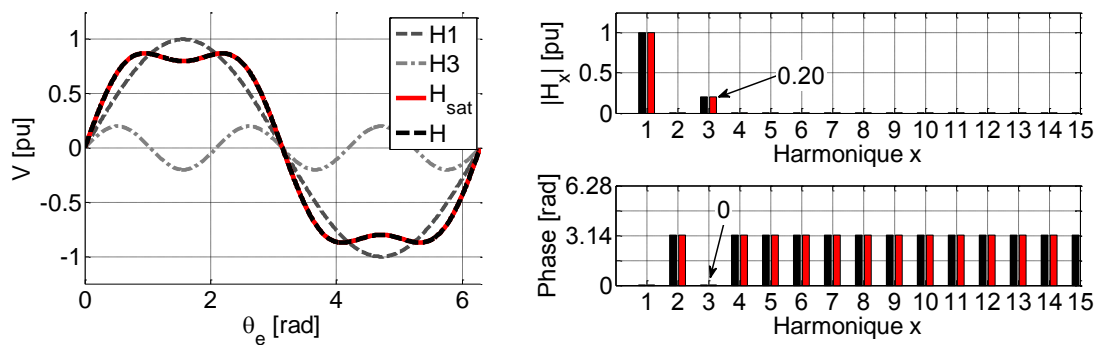 V [pu]
1
0.5
0
-0.5
-1
0
2
4
6
θe [rad]
H1
H3
Hsat
H
|Hx| [pu]
1
0.5
0
0.20
1 2 3 4 5 6 7 8 9 10 11 12 13 14 15
Harmonique x
Phase [rad]
6.28
3.14
0
0
1 2 3 4 5 6 7 8 9 10 11 12 13 14 15
Harmonique x